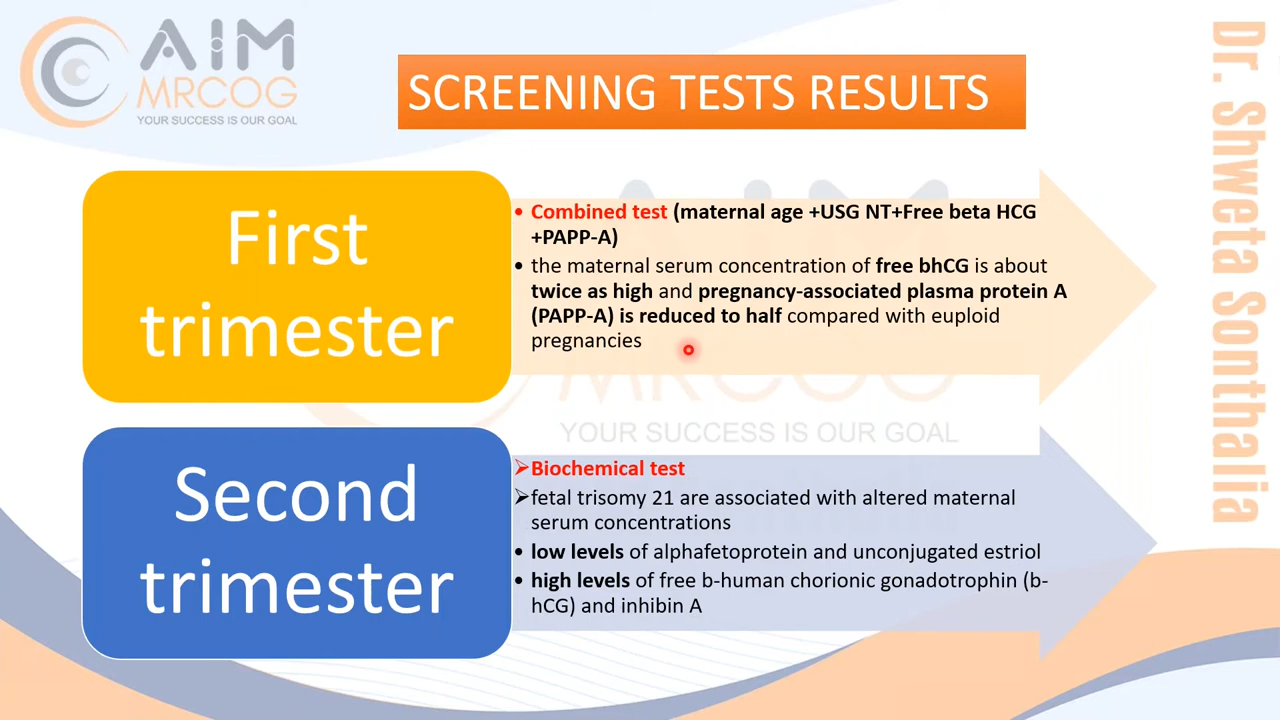 AIM
MRCOG
YOUR SUCCESS IS OUR GOAL
SCREENING TESTS RESULTS
Dr. Shweta Sonthalia
First
trimester
• Combined test (maternal age +USG NT+Free beta HCG
+PAPP-A)
• the maternal serum concentration of free bhCG is about
twice as high and pregnancy-associated plasma protein A
(PAPP-A) is reduced to half compared with euploid
pregnancies
AIM
MRCOG
YOUR SUCCESS IS OUR GOAL
Second
trimester
➢Biochemical test
➢fetal trisomy 21 are associated with altered maternal
serum concentrations
• low levels of alphafetoprotein and unconjugated estriol
• high levels of free b-human chorionic gonadotrophin (b-
hCG) and inhibin A